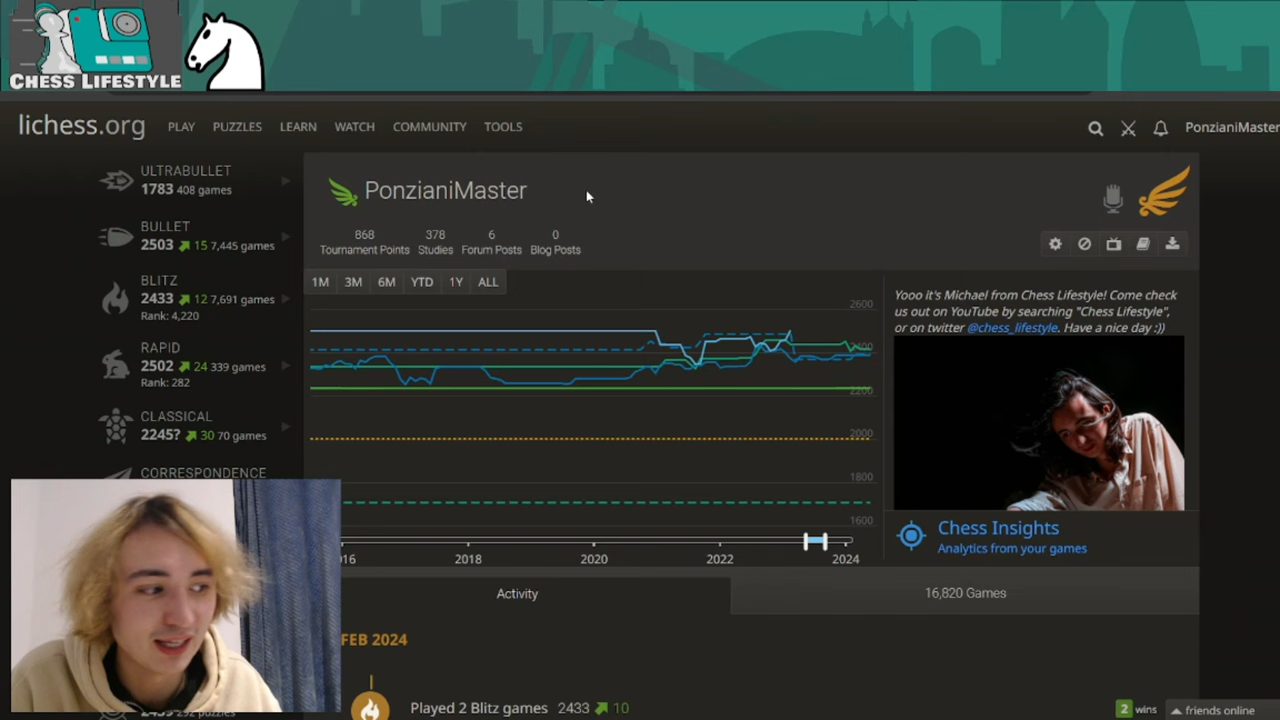 CHESS LIFESTYLE
lichess.org PLAY PUZZLES LEARN WATCH COMMUNITY TOOLS PonzianiMaster
ULTRABULLET
1783 408 games
BULLET
2503 15 7,445 games
BLITZ
2433 12 7,691 games
Rank: 4,220
RAPID
2502 24 339 games
Rank: 282
CLASSICAL
2245? 30 70 games
CORRESPONDENCE
PonzianiMaster
868 378 6 0
Tournament Points Studies Forum Posts Blog Posts
1M 3M 6M YTD 1Y ALL
2600
2400
2200
2000
1800
1600
16 2018 2020 2022 2024
Yooo it's Michael from Chess Lifestyle! Come check
us out on YouTube by searching "Chess Lifestyle",
or on twitter @chess_lifestyle. Have a nice day :))
Chess Insights
Analytics from your games
Activity 16,820 Games
FEB 2024
Played 2 Blitz games 2433 10
2 wins
friends online